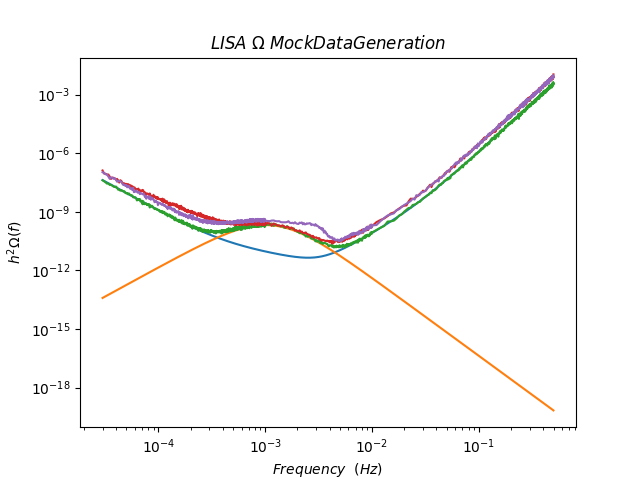 LISA Ω MockDataGeneration
h²Ω(f)
10⁻³
10⁻⁶
10⁻⁹
10⁻¹²
10⁻¹⁵
10⁻¹⁸
10⁻⁴ 10⁻³ 10⁻² 10⁻¹
Frequency (Hz)